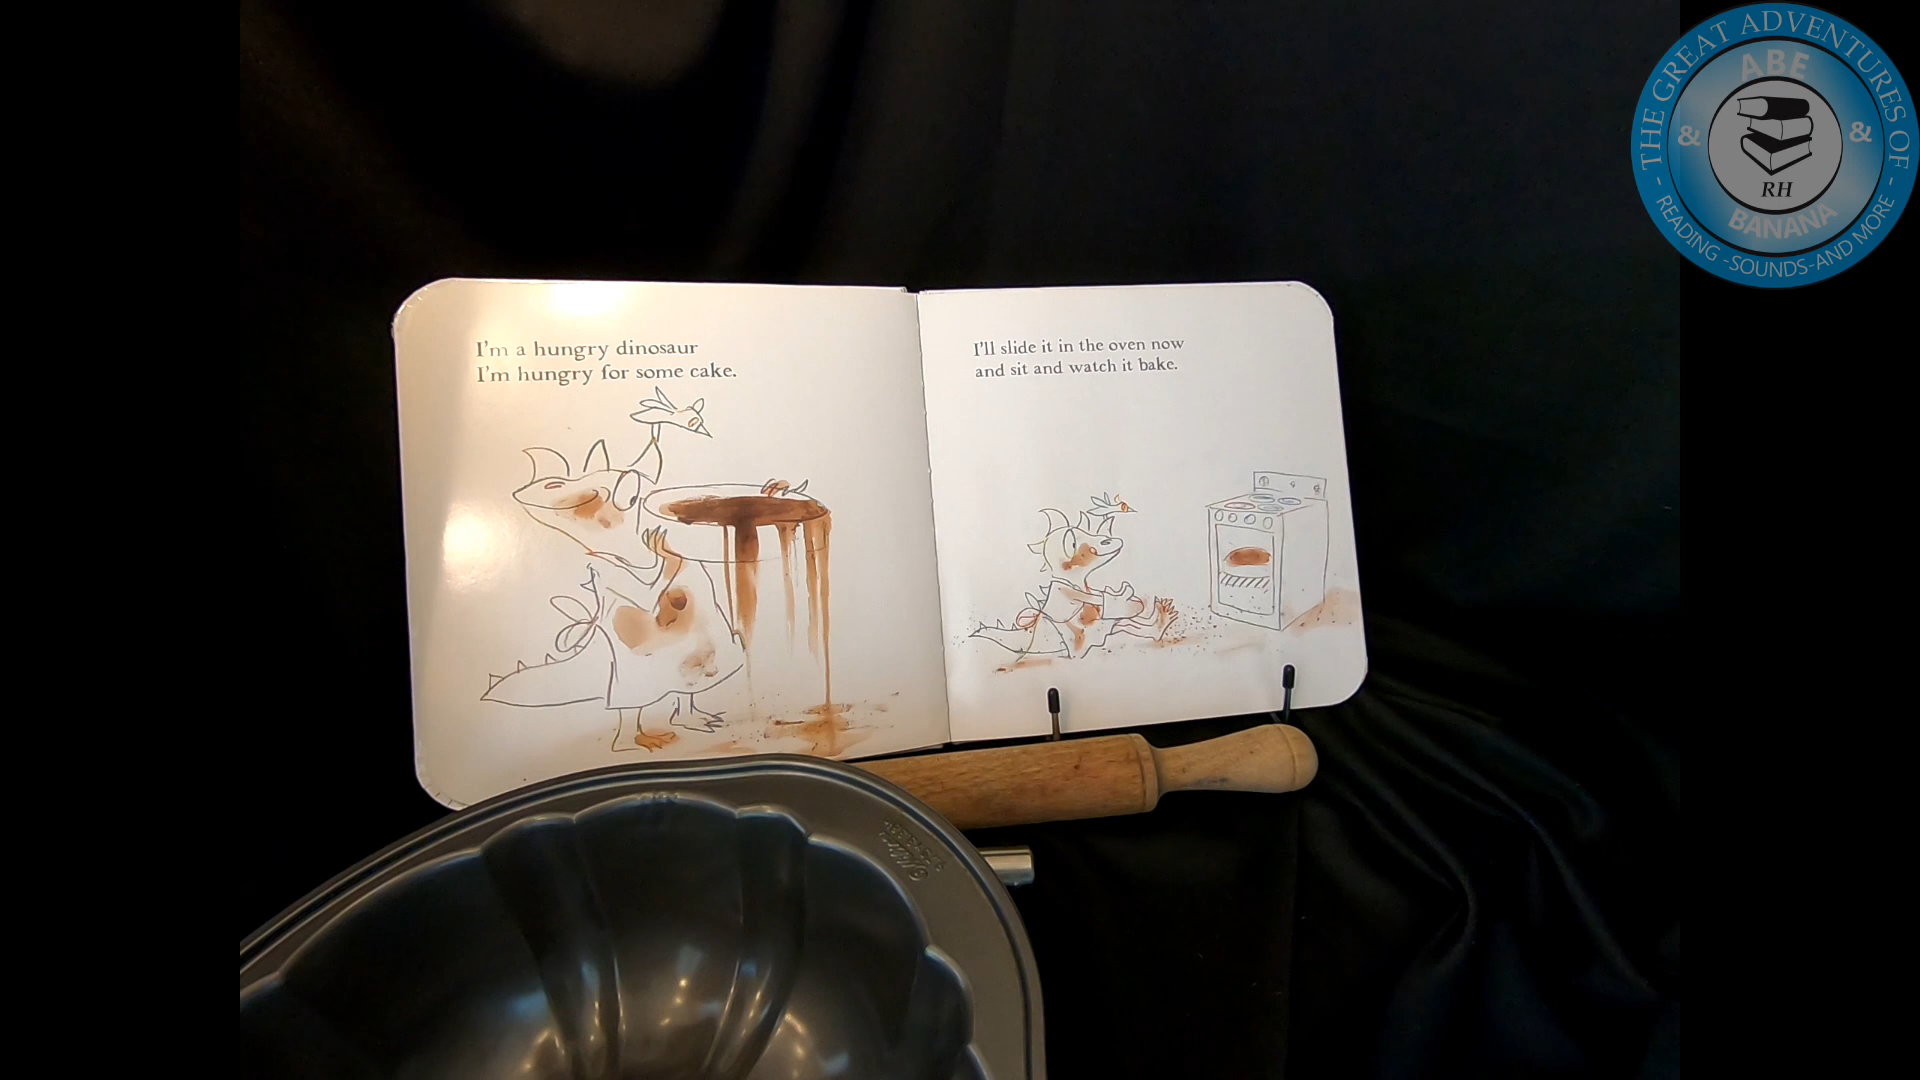 I'm a hungry dinosaur
I'm hungry for some cake.
I'll slide it in the oven now
and sit and watch it bake.
THE GREAT ADVENTURES OF
ABE
& &
RH
BANANA
- READING -SOUNDS-AND MORE -